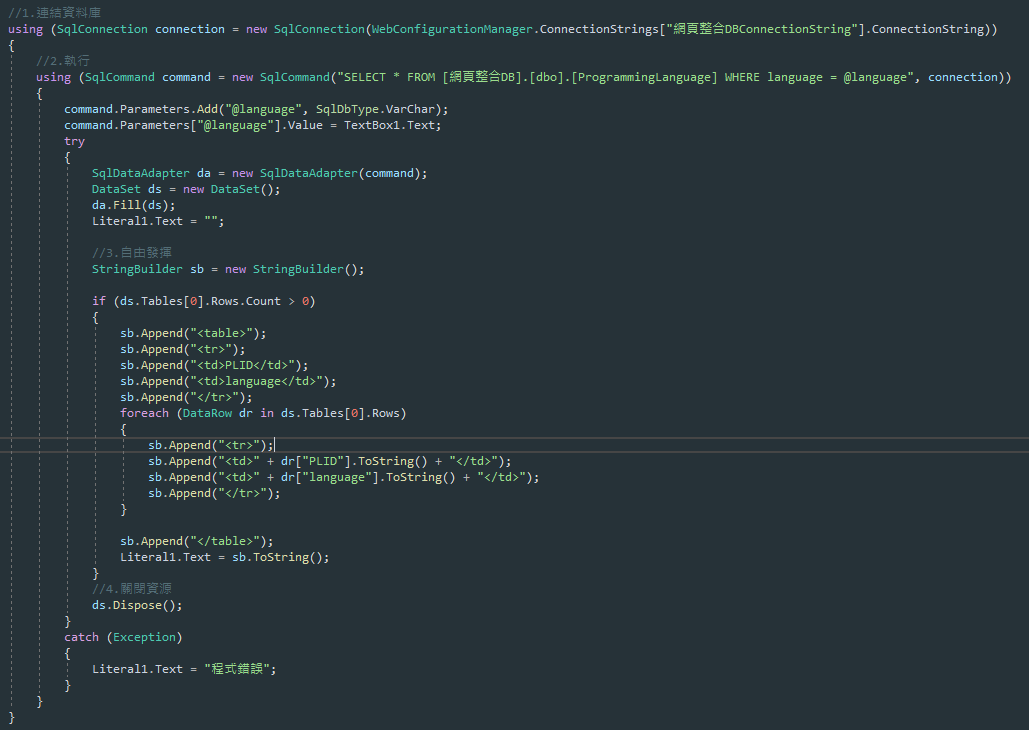 //1.連結資料庫
using (SqlConnection connection = new SqlConnection(WebConfigurationManager.ConnectionStrings["網頁整合DBConnectionString"].ConnectionString))
{
//2.執行
using (SqlCommand command = new SqlCommand("SELECT * FROM [網頁整合DB].[dbo].[ProgrammingLanguage] WHERE language = @language", connection))
{
command.Parameters.Add("@language", SqlDbType.VarChar);
command.Parameters["@language"].Value = TextBox1.Text;
try
{
SqlDataAdapter da = new SqlDataAdapter(command);
DataSet ds = new DataSet();
da.Fill(ds);
Literal1.Text = "";
//3.自由發揮
StringBuilder sb = new StringBuilder();
if (ds.Tables[0].Rows.Count > 0)
{
sb.Append("<table>");
sb.Append("<tr>");
sb.Append("<td>PLID</td>");
sb.Append("<td>language</td>");
sb.Append("</tr>");
foreach (DataRow dr in ds.Tables[0].Rows)
{
sb.Append("<tr>");
sb.Append("<td>" + dr["PLID"].ToString() + "</td>");
sb.Append("<td>" + dr["language"].ToString() + "</td>");
sb.Append("</tr>");
}
sb.Append("</table>");
Literal1.Text = sb.ToString();
}
//4.關閉資源
ds.Dispose();
}
catch (Exception)
{
Literal1.Text = "程式錯誤";
}
}
}